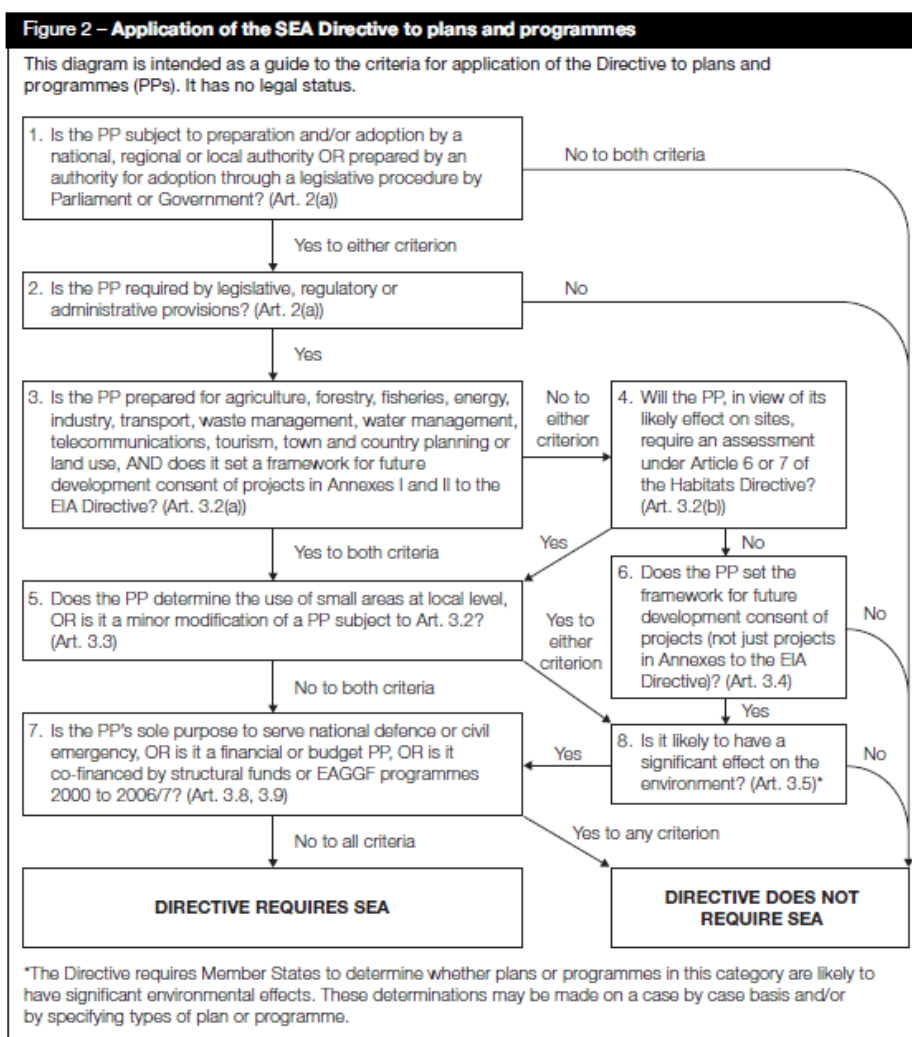 Figure 2 – Application of the SEA Directive to plans and programmes
This diagram is intended as a guide to the criteria for application of the Directive to plans and
programmes (PPs). It has no legal status.
1. Is the PP subject to preparation and/or adoption by a
national, regional or local authority OR prepared by an
authority for adoption through a legislative procedure by
Parliament or Government? (Art. 2(a))
No to both criteria
Yes to either criterion
2. Is the PP required by legislative, regulatory or
administrative provisions? (Art. 2(a))
No
Yes
3. Is the PP prepared for agriculture, forestry, fisheries, energy,
industry, transport, waste management, water management,
telecommunications, tourism, town and country planning or
land use, AND does it set a framework for future
development consent of projects in Annexes I and II to the
EIA Directive? (Art. 3.2(a))
No to
either
criterion
4. Will the PP, in view of its
likely effect on sites,
require an assessment
under Article 6 or 7 of
the Habitats Directive?
(Art. 3.2(b))
Yes to both criteria
Yes
No
5. Does the PP determine the use of small areas at local level,
OR is it a minor modification of a PP subject to Art. 3.2?
(Art. 3.3)
Yes to
either
criterion
6. Does the PP set the
framework for future
development consent of
projects (not just projects
in Annexes to the EIA
Directive)? (Art. 3.4)
No
No to both criteria
Yes
7. Is the PP's sole purpose to serve national defence or civil
emergency, OR is it a financial or budget PP, OR is it
co-financed by structural funds or EAGGF programmes
2000 to 2006/7? (Art. 3.8, 3.9)
Yes
8. Is it likely to have a
significant effect on the
environment? (Art. 3.5)*
No
No to all criteria
Yes to any criterion
DIRECTIVE REQUIRES SEA
DIRECTIVE DOES NOT
REQUIRE SEA
*The Directive requires Member States to determine whether plans or programmes in this category are likely to
have significant environmental effects. These determinations may be made on a case by case basis and/or
by specifying types of plan or programme.